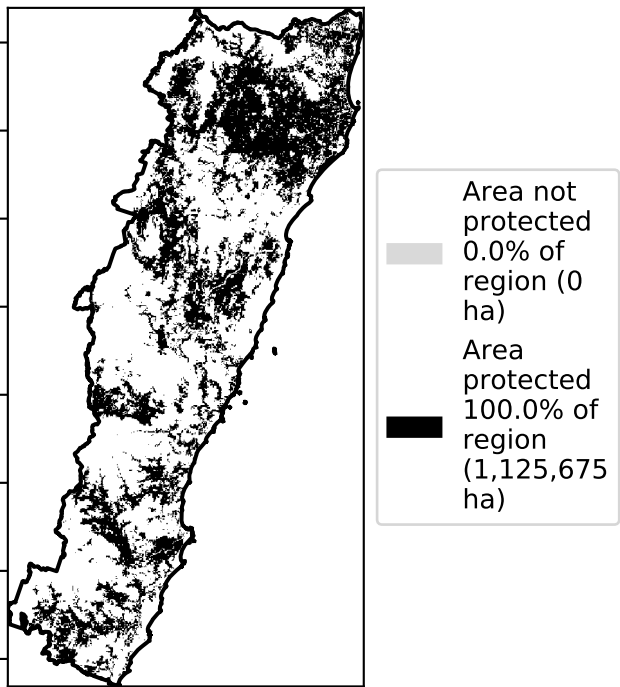 Area not
protected
0.0% of
region (0
ha)
Area
protected
100.0% of
region
(1,125,675
ha)